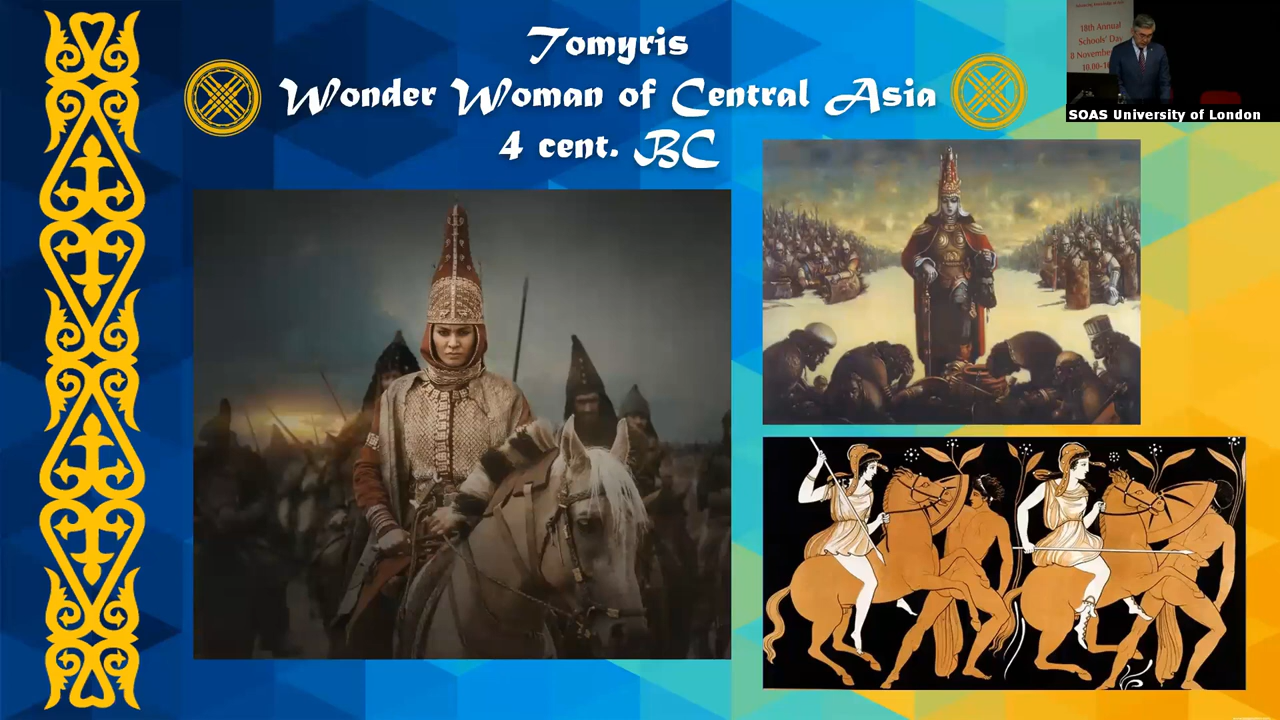 Tomyris
Wonder Woman of Central Asia
4 cent. BC
18th Annual
Schools' Day
SOAS University of London